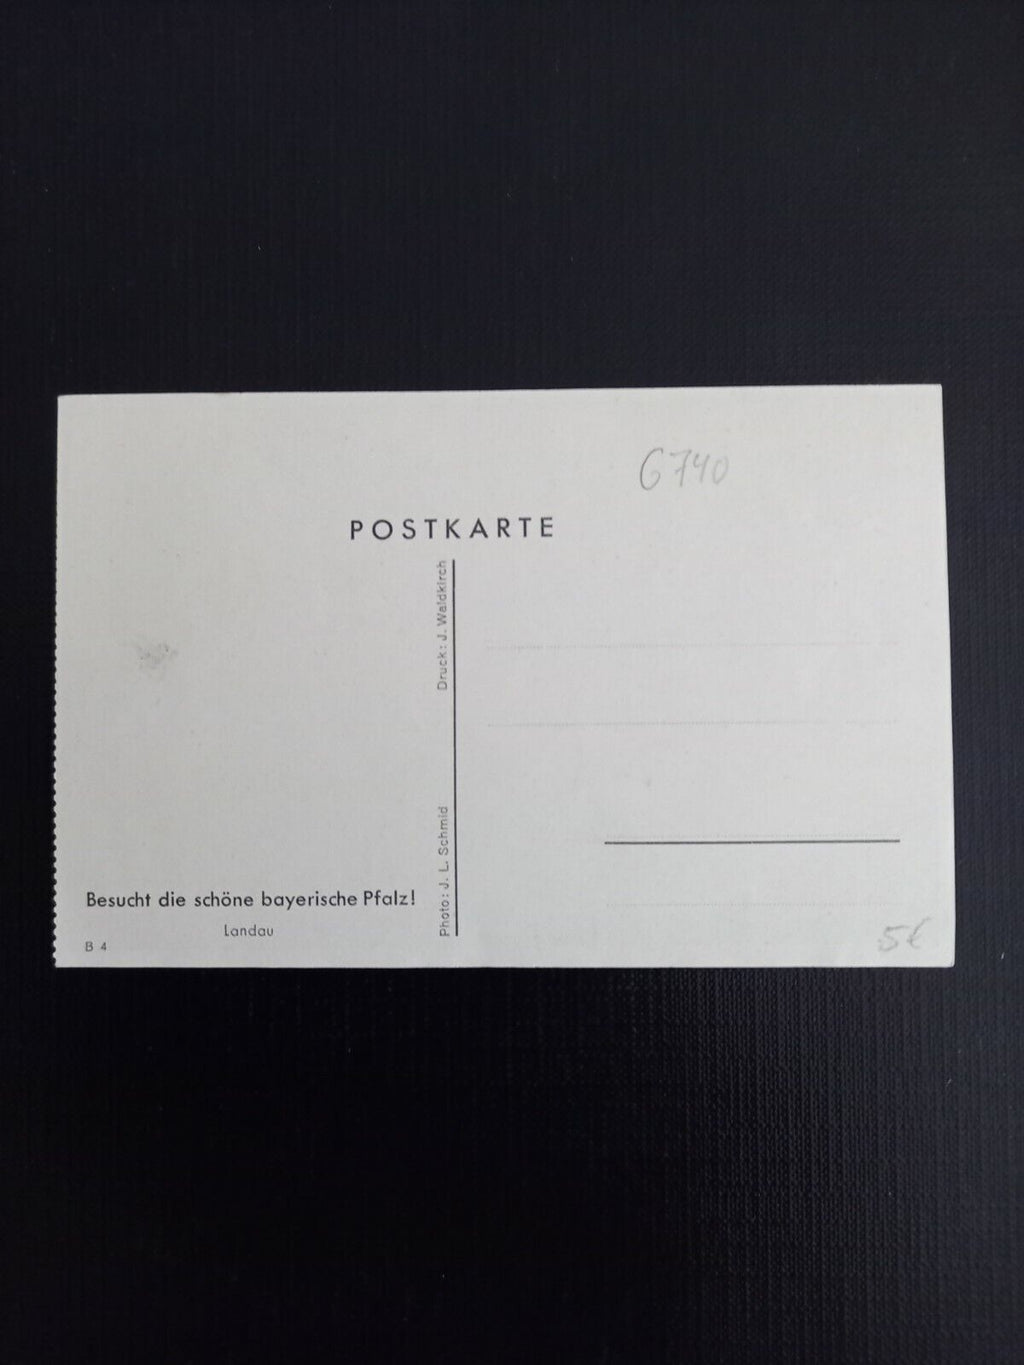 6740
POSTKARTE
Druck: J. Waldkirch
Photo: J. L. Schmid
Besucht die schöne bayerische Pfalz!
Landau
B 4
5€